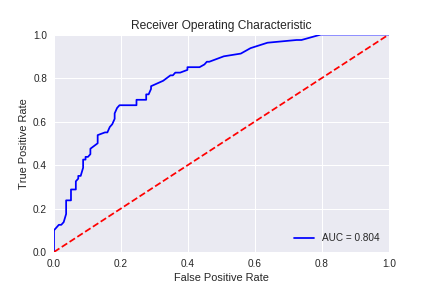 Receiver Operating Characteristic
1.0
0.8
0.6
0.4
0.2
0.0
True Positive Rate
AUC = 0.804
0.0 0.2 0.4 0.6 0.8 1.0
False Positive Rate